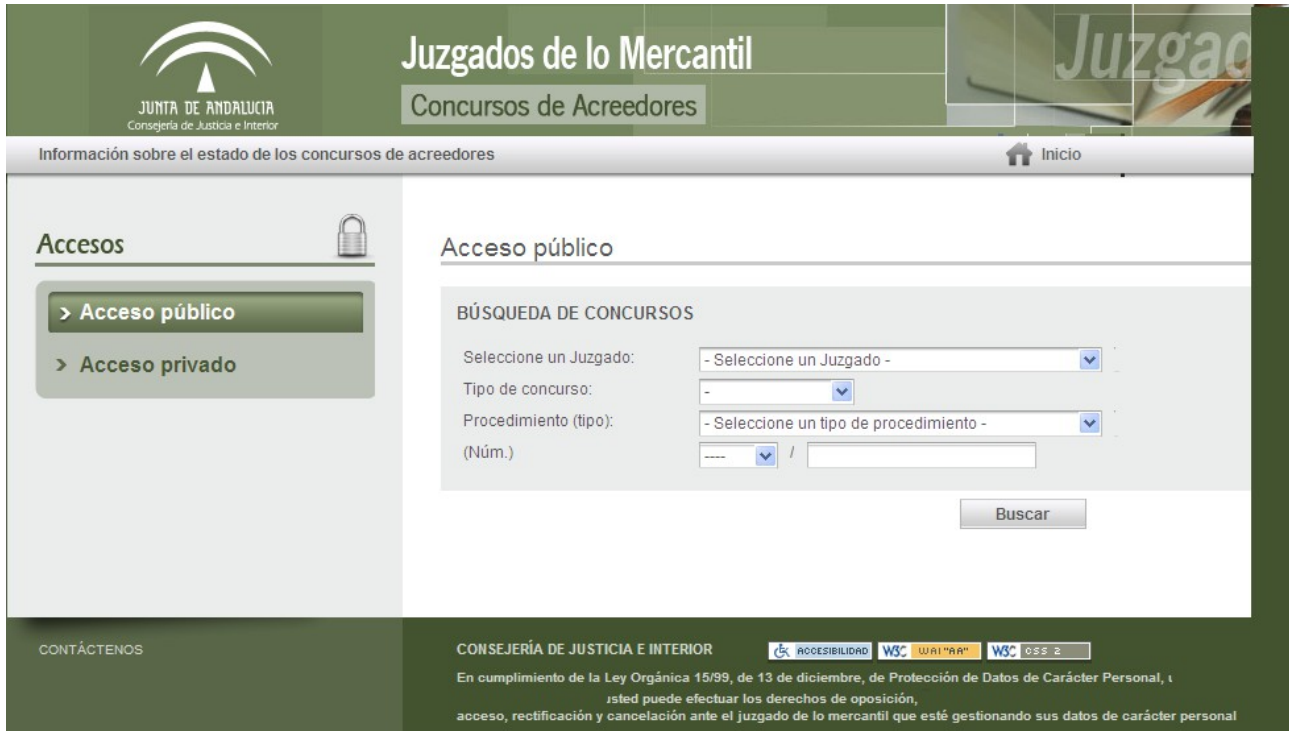 JUNTA DE ANDALUCIA
Consejería de Justicia e Interior
Juzgados de lo Mercantil
Concursos de Acreedores
Juzgad
Información sobre el estado de los concursos de acreedores
Inicio
Accesos
Acceso público
Acceso privado
Acceso público
BÚSQUEDA DE CONCURSOS
Seleccione un Juzgado: - Seleccione un Juzgado -
Tipo de concurso: -
Procedimiento (tipo): - Seleccione un tipo de procedimiento -
(Núm.) ---- /
Buscar
CONTÁCTENOS
CONSEJERÍA DE JUSTICIA E INTERIOR ACCESIBILIDAD W3C WAI"AA" W3C CSS 2
En cumplimiento de la Ley Orgánica 15/99, de 13 de diciembre, de Protección de Datos de Carácter Personal,
usted puede efectuar los derechos de oposición,
acceso, rectificación y cancelación ante el juzgado de lo mercantil que esté gestionando sus datos de carácter personal